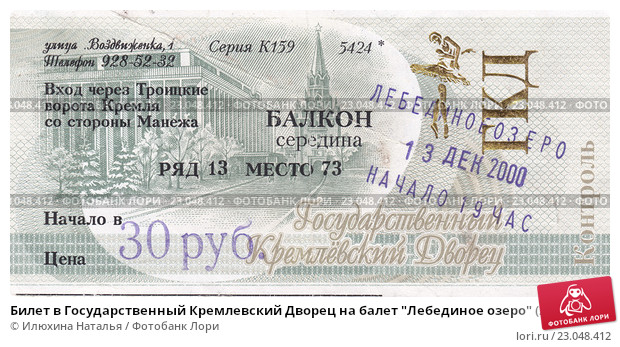 улица Воздвиженка, 1
Телефон 928-52-32
Серия К159 5424 *
Вход через Троицкие
ворота Кремля
со стороны Манежа
БАЛКОН
середина
РЯД 13 МЕСТО 73
ГКД
ЛЕБЕДИНОЕ ОЗЕРО
13 ДЕК 2000
НАЧАЛО 19 ЧАС
Начало в
Цена
30 руб.
Государственный
Кремлёвский Дворец
Контроль
23.048.412 ФОТОБАНК ЛОРИ
Билет в Государственный Кремлевский Дворец на балет "Лебединое озеро" (
© Илюхина Наталья / Фотобанк Лори
ФОТОБАНК ЛОРИ
23.048.412